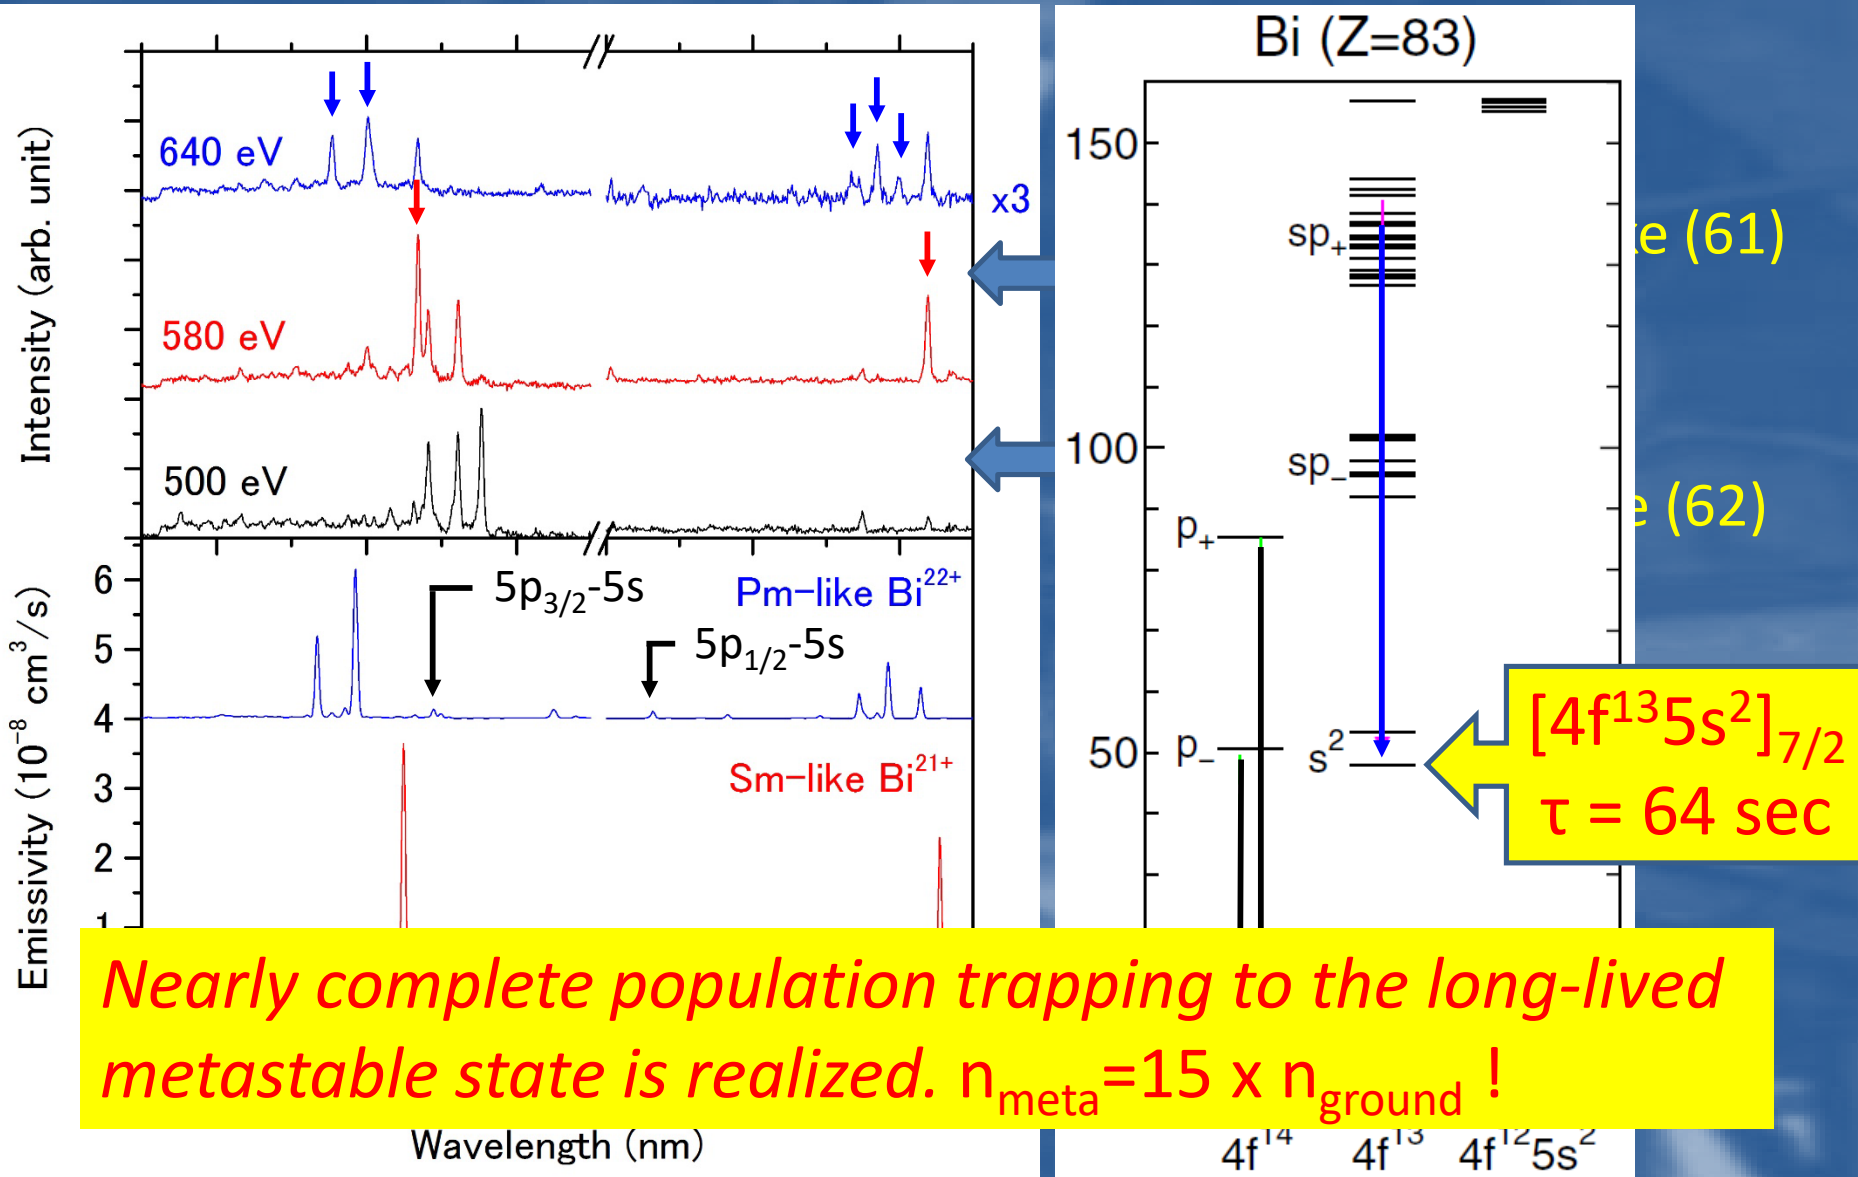 Intensity (arb. unit)
640 eV
x3
580 eV
500 eV
Emissivity (10⁻⁸ cm³/s)
6
5
4
3
2
1
5p3/2-5s
Pm-like Bi²²⁺
5p1/2-5s
Sm-like Bi²¹⁺
Bi (Z=83)
150
100
50
sp₊
sp₋
p₊
p₋
s²
(61)
(62)
[4f¹³5s²]7/2
τ = 64 sec
Nearly complete population trapping to the long-lived
metastable state is realized. nmeta=15 x nground !
Wavelength (nm)
4f¹⁴ 4f¹³ 4f¹²5s²